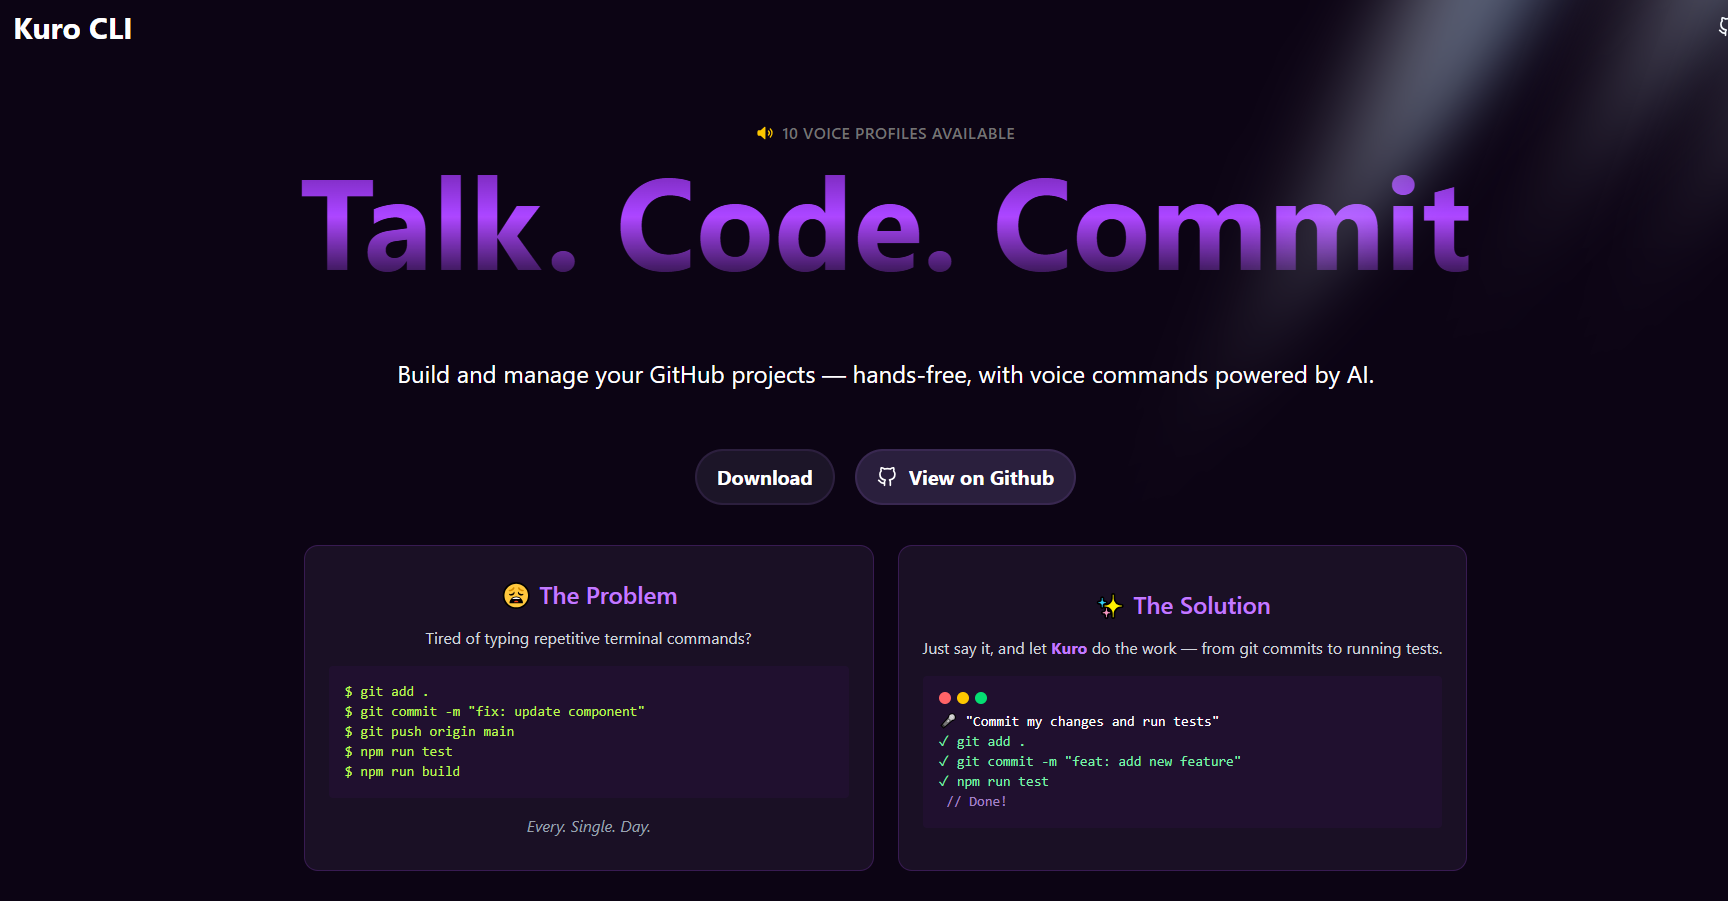 Kuro CLI
10 VOICE PROFILES AVAILABLE
Talk. Code. Commit
Build and manage your GitHub projects — hands-free, with voice commands powered by AI.
Download
View on Github
The Problem
Tired of typing repetitive terminal commands?
$ git add .
$ git commit -m "fix: update component"
$ git push origin main
$ npm run test
$ npm run build
Every. Single. Day.
The Solution
Just say it, and let Kuro do the work — from git commits to running tests.
"Commit my changes and run tests"
✓ git add .
✓ git commit -m "feat: add new feature"
✓ npm run test
// Done!